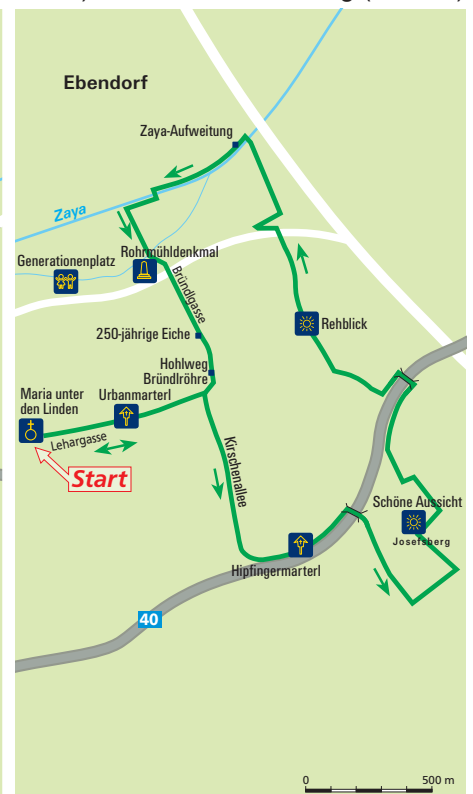 Ebendorf
Zaya-Aufweitung
Zaya
Generationenplatz
Rohrmühldenkmal
Bründlgasse
250-jährige Eiche
Rehblick
Hohlweg
Bründlröhre
Maria unter
den Linden
Urbanmarterl
Lehargasse
Start
Kirschenallee
Schöne Aussicht
Josefsberg
Hipfingermarterl
40
0 500 m